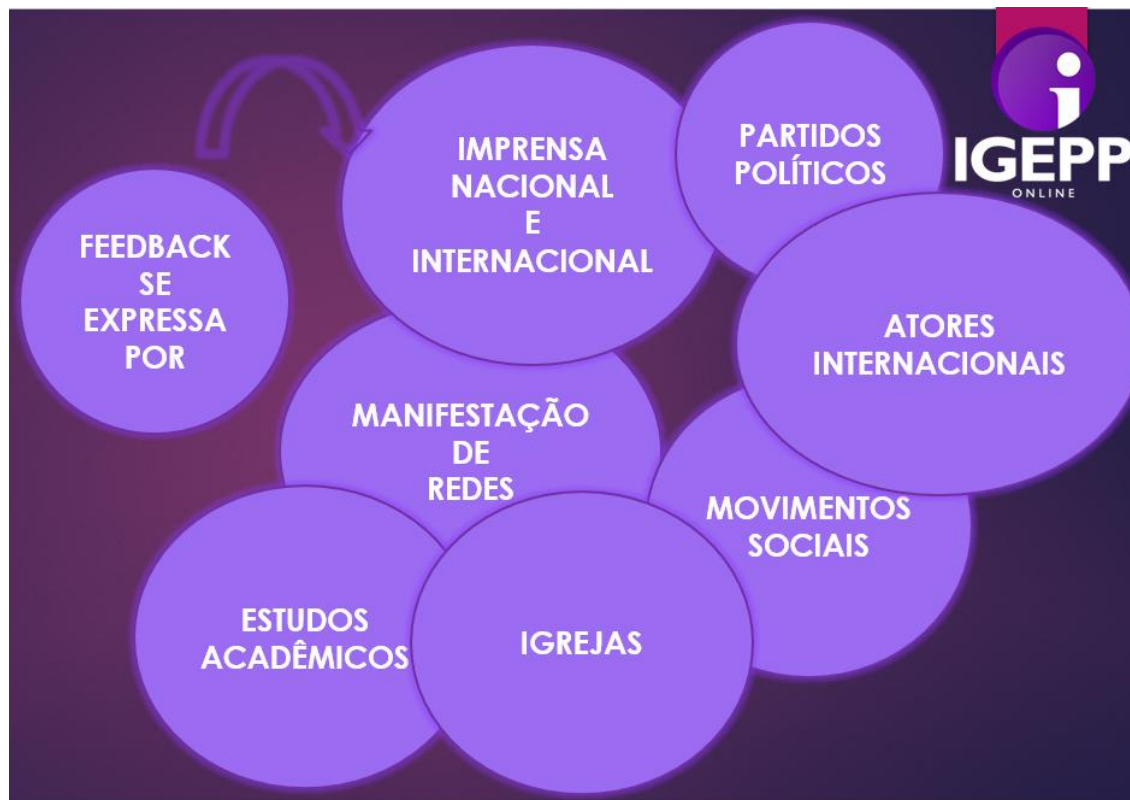 FEEDBACK
SE
EXPRESSA
POR
IMPRENSA
NACIONAL
E
INTERNACIONAL
PARTIDOS
POLÍTICOS
IGEPP
ONLINE
ATORES
INTERNACIONAIS
MANIFESTAÇÃO
DE
REDES
MOVIMENTOS
SOCIAIS
ESTUDOS
ACADÊMICOS
IGREJAS